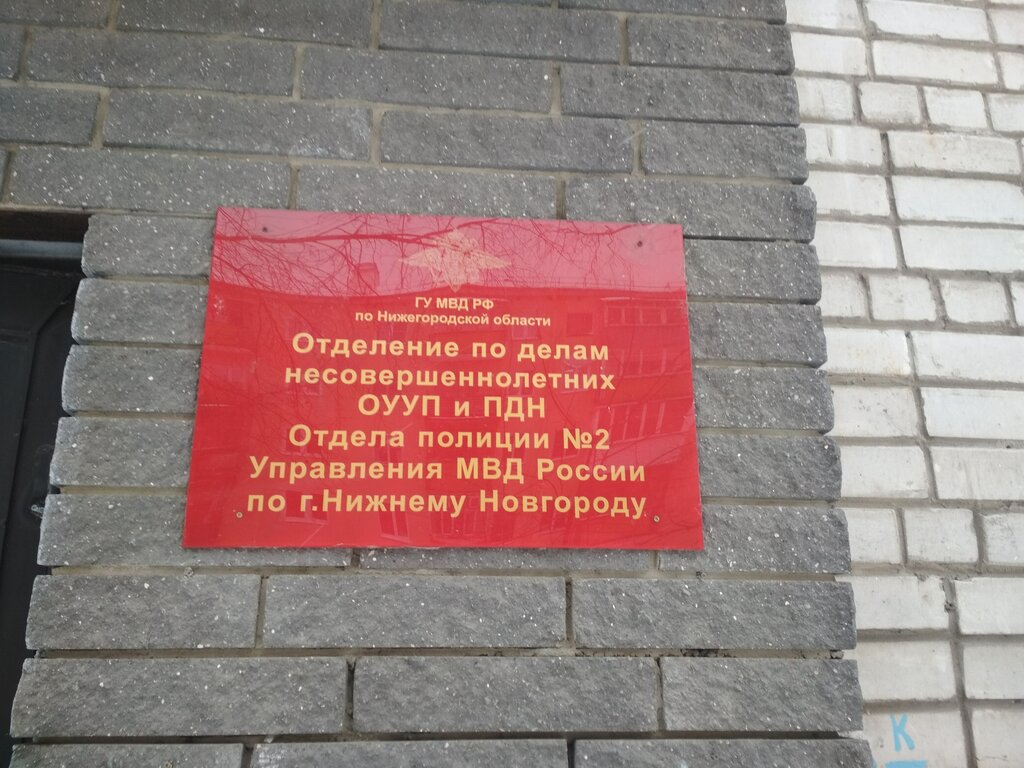 ГУ МВД РФ
по Нижегородской области
Отделение по делам
несовершеннолетних
ОУУП и ПДН
Отдела полиции №2
Управления МВД России
по г.Нижнему Новгороду
К